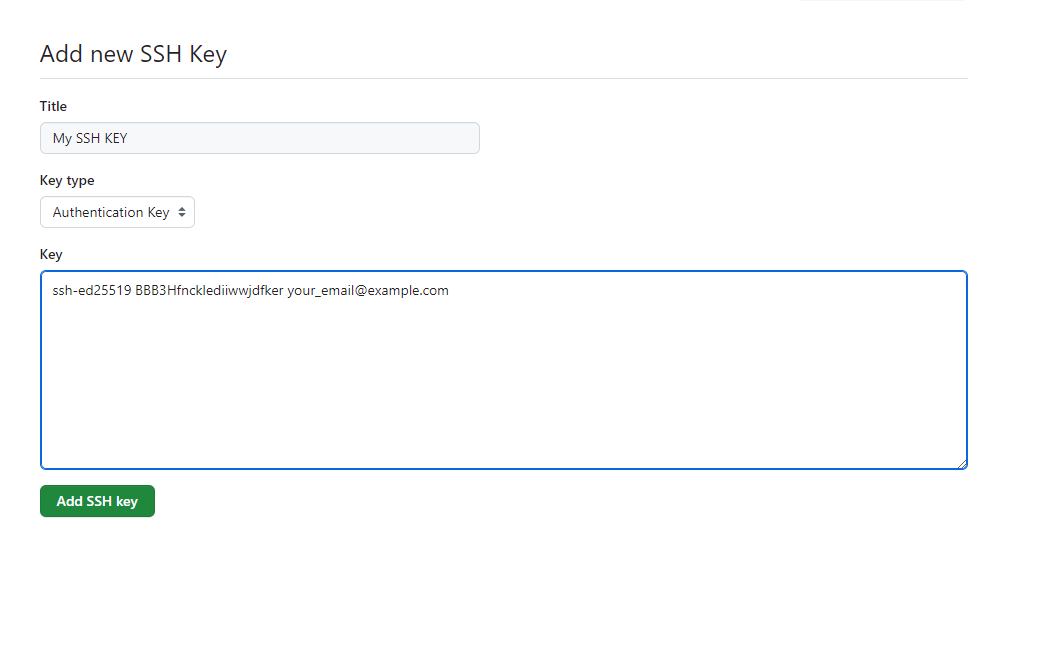 Add new SSH Key
Title
My SSH KEY
Key type
Authentication Key
Key
ssh-ed25519 BBB3Hfncklediiwwjdfker your_email@example.com
Add SSH key